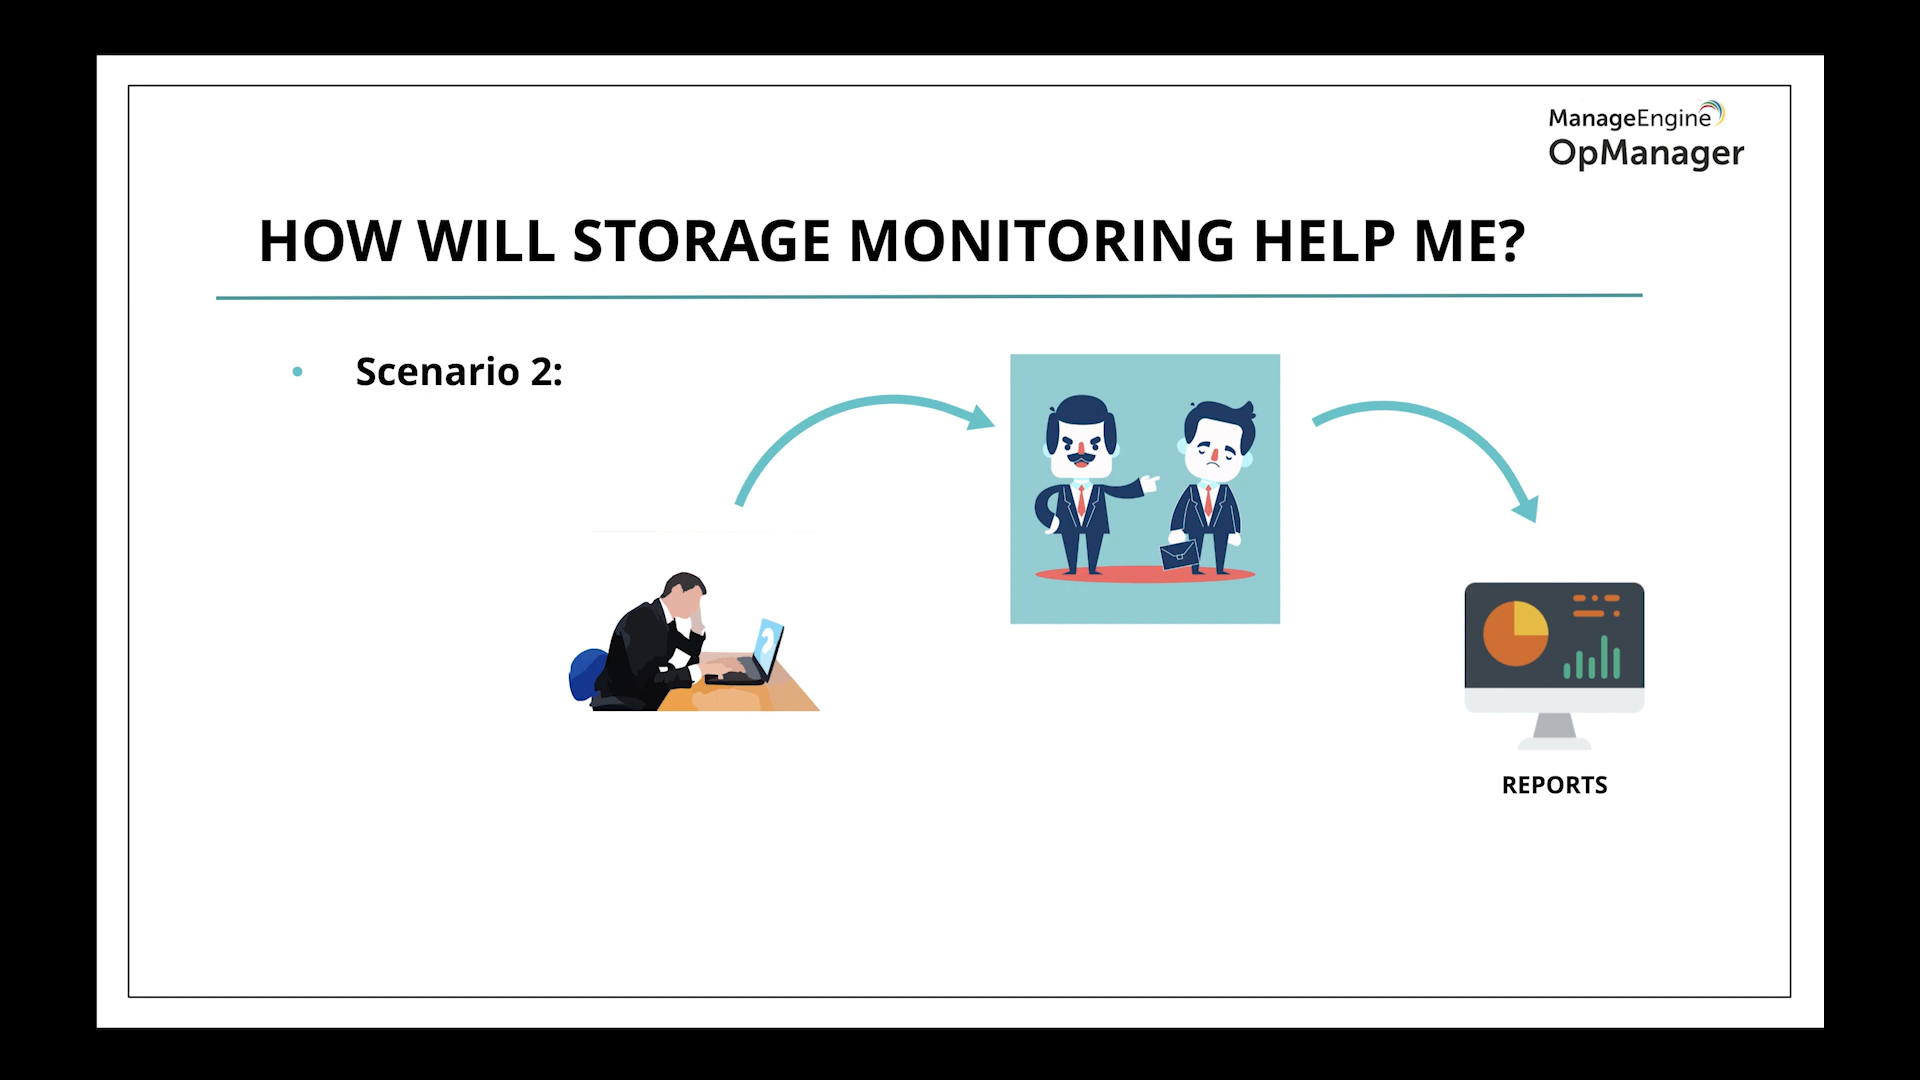 ManageEngine
OpManager
HOW WILL STORAGE MONITORING HELP ME?
• Scenario 2:
REPORTS